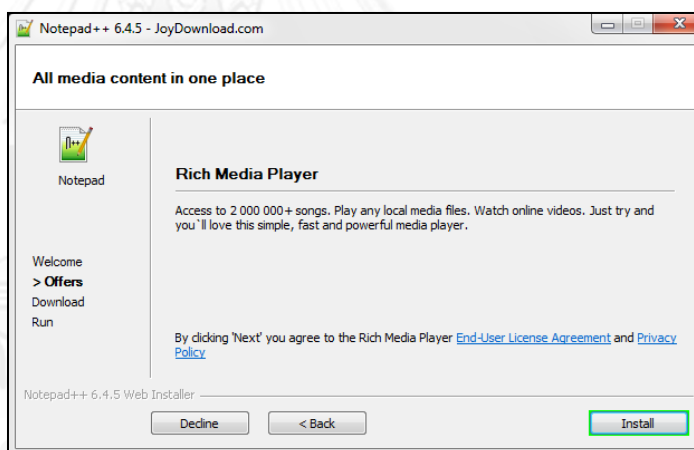 Notepad++ 6.4.5 - JoyDownload.com
All media content in one place
n++
Notepad
Rich Media Player
Access to 2 000 000+ songs. Play any local media files. Watch online videos. Just try and
you`ll love this simple, fast and powerful media player.
Welcome
> Offers
Download
Run
By clicking 'Next' you agree to the Rich Media Player End-User License Agreement and Privacy
Policy
Notepad++ 6.4.5 Web Installer
Decline
< Back
Install